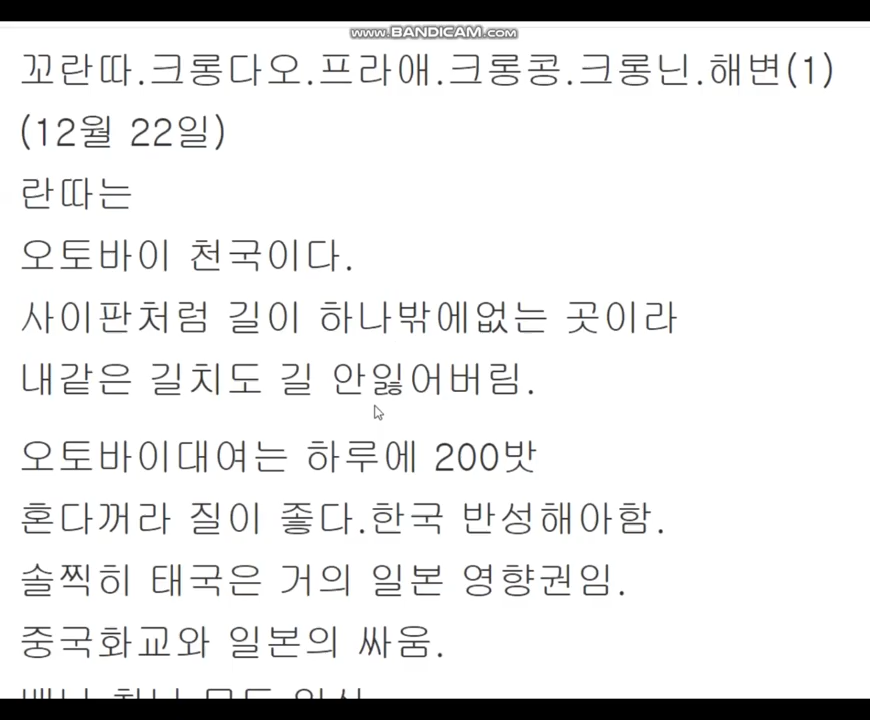 www.BANDICAM.com
꼬란따.크롱다오.프라애.크롱콩.크롱닌.해변(1)
(12월 22일)
란따는
오토바이 천국이다.
사이판처럼 길이 하나밖에없는 곳이라
내같은 길치도 길 안잃어버림.
오토바이대여는 하루에 200밧
혼다꺼라 질이 좋다.한국 반성해아함.
솔찍히 태국은 거의 일본 영향권임.
중국화교와 일본의 싸움.